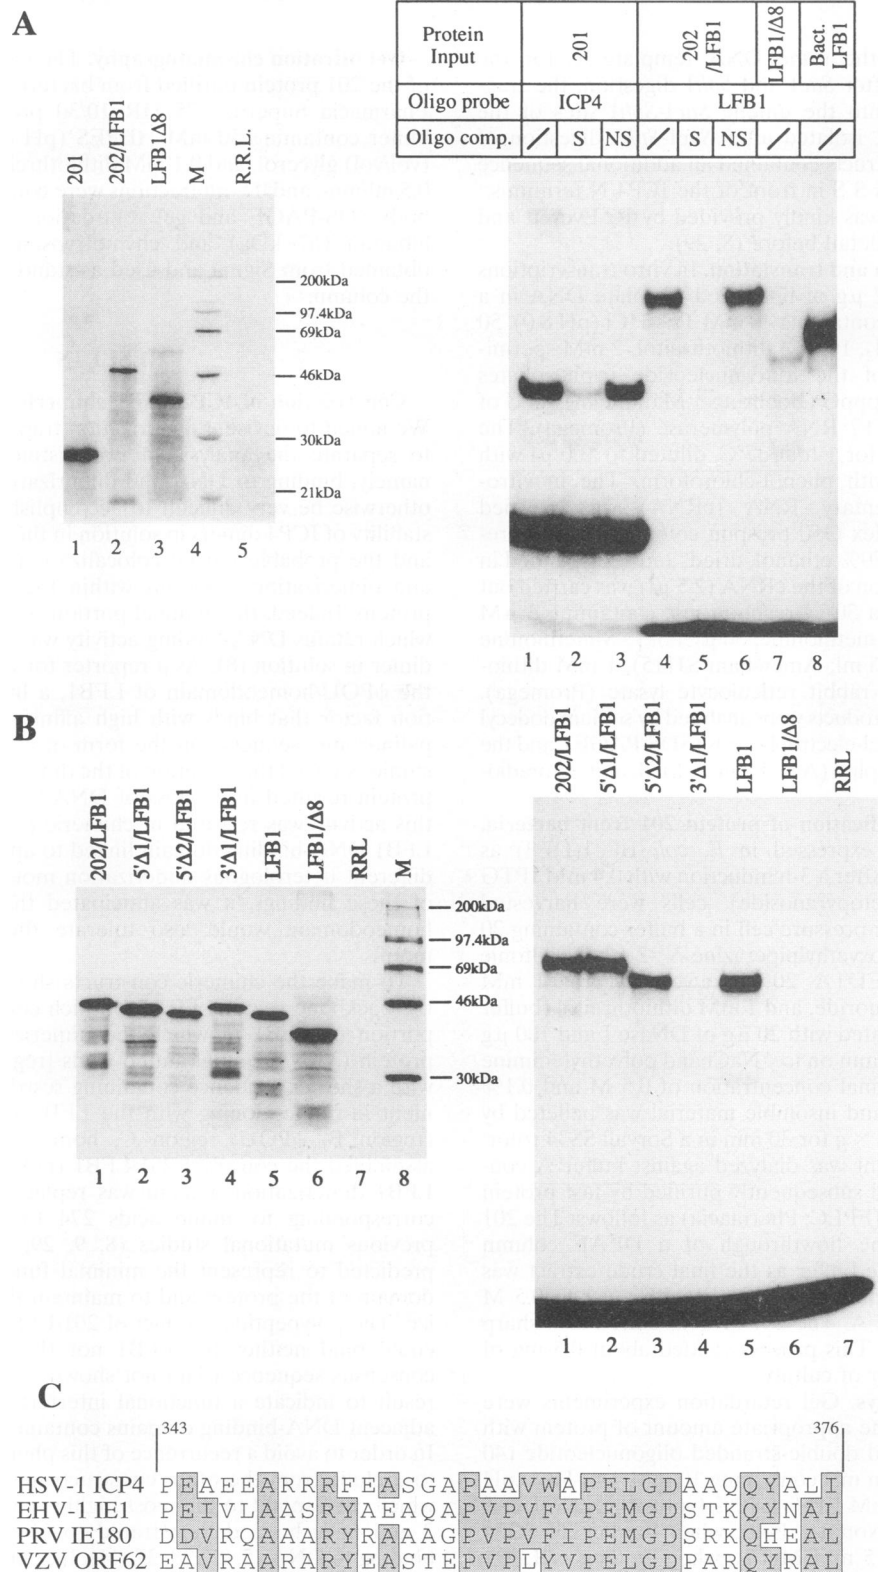 A
201
202/LFB1
LFB1Δ8
M
R.R.L.
200kDa
97.4kDa
69kDa
46kDa
30kDa
21kDa
1 2 3 4 5
Protein Input
201
202 /LFB1
LFB1/Δ8
Bact. LFB1
Oligo probe ICP4 LFB1
Oligo comp. / S NS / S NS / /
1 2 3 4 5 6 7 8
B
202/LFB1
5'Δ1/LFB1
5'Δ2/LFB1
3'Δ1/LFB1
LFB1
LFB1/Δ8
RRL
M
200kDa
97.4kDa
69kDa
46kDa
30kDa
1 2 3 4 5 6 7 8
202/LFB1
5'Δ1/LFB1
5'Δ2/LFB1
3'Δ1/LFB1
LFB1
LFB1/Δ8
RRL
1 2 3 4 5 6 7
C
343 376
HSV-1 ICP4 PEAEEARRRFEASGAPAAVWAPELGDAAQQYALI
EHV-1 IE1 PEIVLAASRYAEAQAPVPVFVPEMGDSTKQYNAL
PRV IE180 DDVRQAAARYRAAAGPVPVFIPEMGDSRKQHEAL
VZV ORF62 EAVRAARARYEASTEPVPLYVPELGDPARQYRAL